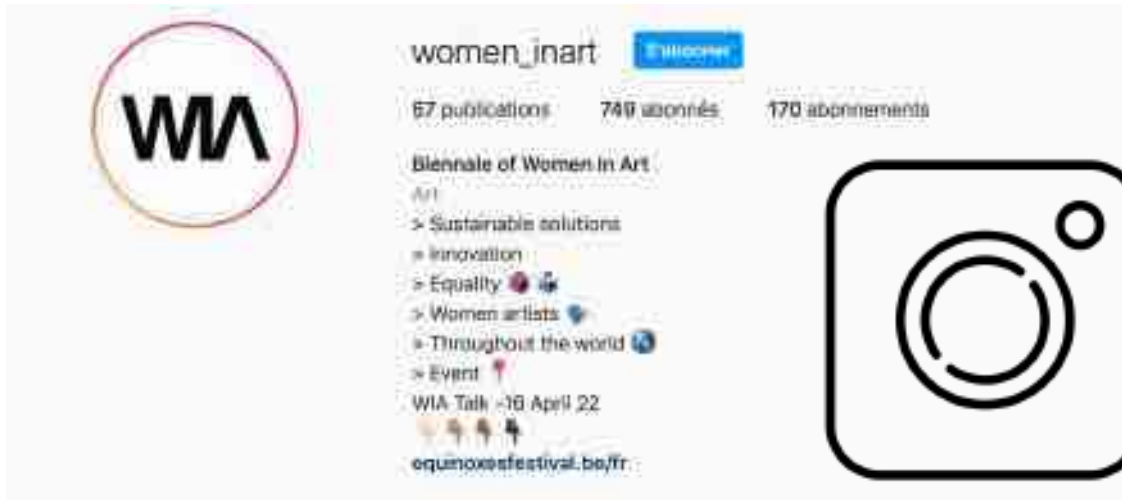 WIA
women_inart S'abonner
57 publications 749 abonnés 170 abonnements
Biennale of Women in Art
Art
> Sustainable solutions
> Innovation
> Equality
> Women artists
> Throughout the world
> Event
WIA Talk -16 April 22
equinoxesfestival.be/fr